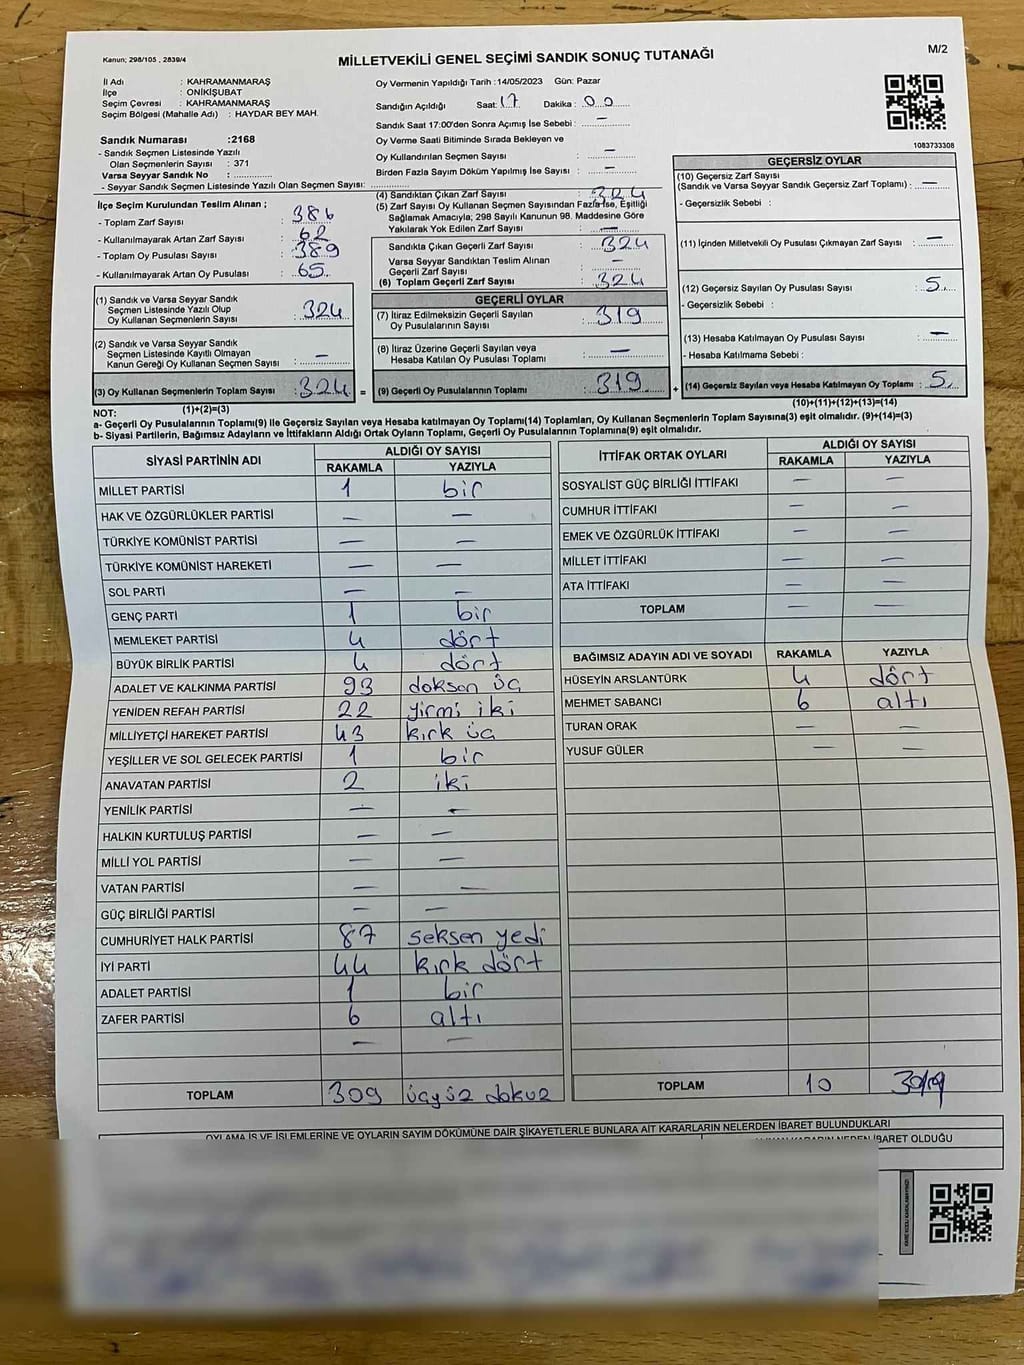 Kanun; 298/105 , 2839/4
MİLLETVEKİLİ GENEL SEÇİMİ SANDIK SONUÇ TUTANAĞI
M/2
İl Adı : KAHRAMANMARAŞ
İlçe : ONİKİŞUBAT
Seçim Çevresi : KAHRAMANMARAŞ
Seçim Bölgesi (Mahalle Adı) : HAYDAR BEY MAH.
Sandık Numarası :2168
- Sandık Seçmen Listesinde Yazılı
Olan Seçmenlerin Sayısı : 371
Varsa Seyyar Sandık No :
- Seyyar Sandık Seçmen Listesinde Yazılı Olan Seçmen Sayısı:
Oy Vermenin Yapıldığı Tarih :14/05/2023 Gün: Pazar
Sandığın Açıldığı Saat: 17 Dakika : 00
Sandık Saat 17:00'den Sonra Açımış İse Sebebi : —
Oy Verme Saati Bitiminde Sırada Bekleyen ve
Oy Kullandırılan Seçmen Sayısı : —
Birden Fazla Sayım Döküm Yapılmış İse Sayısı : —
1083733308
İlçe Seçim Kurulundan Teslim Alınan ;
- Toplam Zarf Sayısı : 386
- Kullanılmayarak Artan Zarf Sayısı : 62
- Toplam Oy Pusulası Sayısı : 389
- Kullanılmayarak Artan Oy Pusulası : 65
(1) Sandık ve Varsa Seyyar Sandık
Seçmen Listesinde Yazılı Olup
Oy Kullanan Seçmenlerin Sayısı : 324
(2) Sandık ve Varsa Seyyar Sandık
Seçmen Listesinde Kayıtlı Olmayan
Kanun Gereği Oy Kullanan Seçmen Sayısı : —
(3) Oy Kullanan Seçmenlerin Toplam Sayısı : 324 =
(1)+(2)=(3)
(4) Sandıktan Çıkan Zarf Sayısı : 324
(5) Zarf Sayısı Oy Kullanan Seçmen Sayısından Fazla İse, Eşitliği
Sağlamak Amacıyla; 298 Sayılı Kanunun 98. Maddesine Göre
Yakılarak Yok Edilen Zarf Sayısı : —
Sandıkta Çıkan Geçerli Zarf Sayısı : 324
Varsa Seyyar Sandıktan Teslim Alınan
Geçerli Zarf Sayısı : —
(6) Toplam Geçerli Zarf Sayısı : 324
GEÇERLİ OYLAR
(7) İtiraz Edilmeksizin Geçerli Sayılan
Oy Pusulalarının Sayısı : 319
(8) İtiraz Üzerine Geçerli Sayılan veya
Hesaba Katılan Oy Pusulası Toplamı : —
(9) Geçerli Oy Pusulalarının Toplamı : 319 +
GEÇERSİZ OYLAR
(10) Geçersiz Zarf Sayısı
(Sandık ve Varsa Seyyar Sandık Geçersiz Zarf Toplamı) : —
- Geçersizlik Sebebi :
(11) İçinden Milletvekili Oy Pusulası Çıkmayan Zarf Sayısı : —
(12) Geçersiz Sayılan Oy Pusulası Sayısı : 5
- Geçersizlik Sebebi :
(13) Hesaba Katılmayan Oy Pusulası Sayısı : —
- Hesaba Katılmama Sebebi :
(14) Geçersiz Sayılan veya Hesaba Katılmayan Oy Toplamı : 5
(10)+(11)+(12)+(13)=(14)
NOT:
a- Geçerli Oy Pusulalarının Toplamı(9) İle Geçersiz Sayılan veya Hesaba katılmayan Oy Toplamı(14) Toplamları, Oy Kullanan Seçmenlerin Toplam Sayısına(3) eşit olmalıdır. (9)+(14)=(3)
b- Siyasi Partilerin, Bağımsız Adayların ve İttifakların Aldığı Ortak Oyların Toplamı, Geçerli Oy Pusulalarının Toplamına(9) eşit olmalıdır.
SİYASİ PARTİNİN ADI ALDIĞI OY SAYISI
RAKAMLA YAZIYLA
MİLLET PARTİSİ 1 bir
HAK VE ÖZGÜRLÜKLER PARTİSİ — —
TÜRKİYE KOMÜNİST PARTİSİ — —
TÜRKİYE KOMÜNİST HAREKETİ — —
SOL PARTİ — —
GENÇ PARTİ 1 bir
MEMLEKET PARTİSİ 4 dört
BÜYÜK BİRLİK PARTİSİ 4 dört
ADALET VE KALKINMA PARTİSİ 93 doksan üç
YENİDEN REFAH PARTİSİ 22 yirmi iki
MİLLİYETÇİ HAREKET PARTİSİ 43 kırk üç
YEŞİLLER VE SOL GELECEK PARTİSİ 1 bir
ANAVATAN PARTİSİ 2 iki
YENİLİK PARTİSİ — —
HALKIN KURTULUŞ PARTİSİ — —
MİLLİ YOL PARTİSİ — —
VATAN PARTİSİ — —
GÜÇ BİRLİĞİ PARTİSİ — —
CUMHURİYET HALK PARTİSİ 87 seksen yedi
İYİ PARTİ 44 kırk dört
ADALET PARTİSİ 1 bir
ZAFER PARTİSİ 6 altı
— —
TOPLAM 309 üçyüz dokuz
İTTİFAK ORTAK OYLARI ALDIĞI OY SAYISI
RAKAMLA YAZIYLA
SOSYALİST GÜÇ BİRLİĞİ İTTİFAKI — —
CUMHUR İTTİFAKI — —
EMEK VE ÖZGÜRLÜK İTTİFAKI — —
MİLLET İTTİFAKI — —
ATA İTTİFAKI — —
TOPLAM — —
BAĞIMSIZ ADAYIN ADI VE SOYADI RAKAMLA YAZIYLA
HÜSEYİN ARSLANTÜRK 4 dört
MEHMET SABANCI 6 altı
TURAN ORAK — —
YUSUF GÜLER — —
TOPLAM 10
OYLAMA İŞ VE İŞLEMLERİNE VE OYLARIN SAYIM DÖKÜMÜNE DAİR ŞİKAYETLERLE BUNLARA AİT KARARLARIN NELERDEN İBARET BULUNDUKLARI
KARARIN NEDEN İBARET OLDUĞU